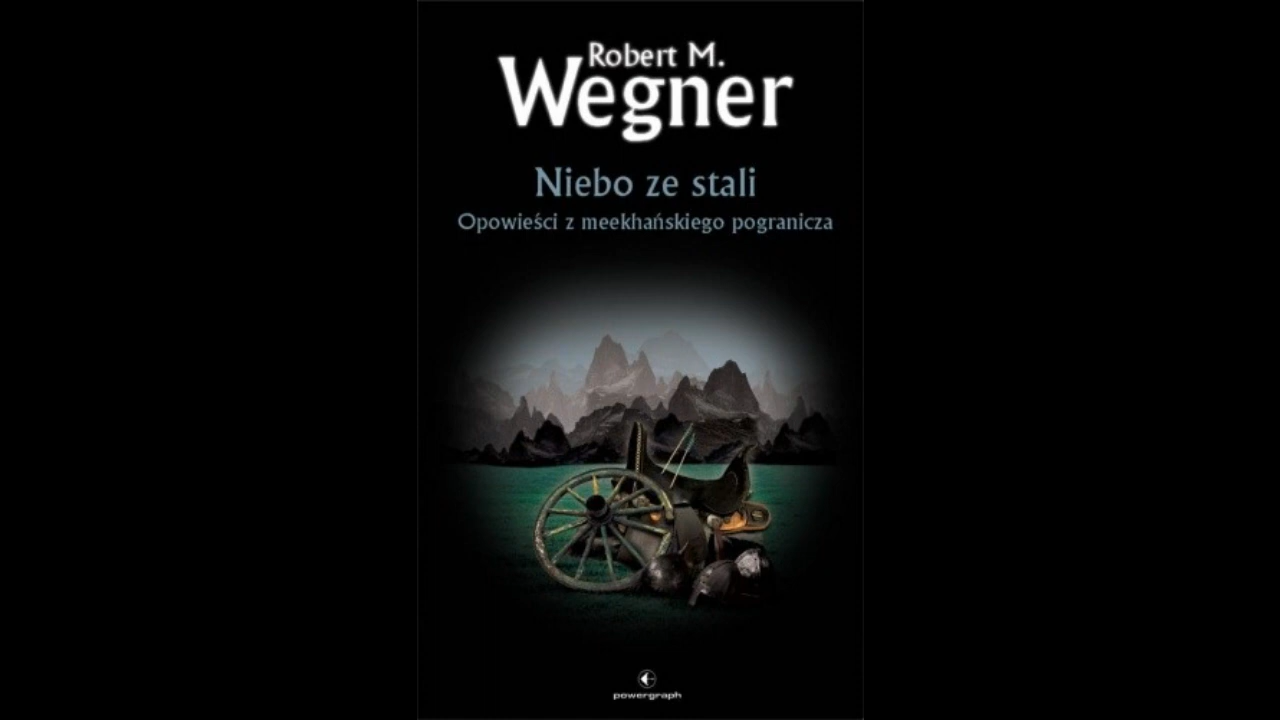 Robert M.
Wegner
Niebo ze stali
Opowieści z meekhańskiego pogranicza
powergraph